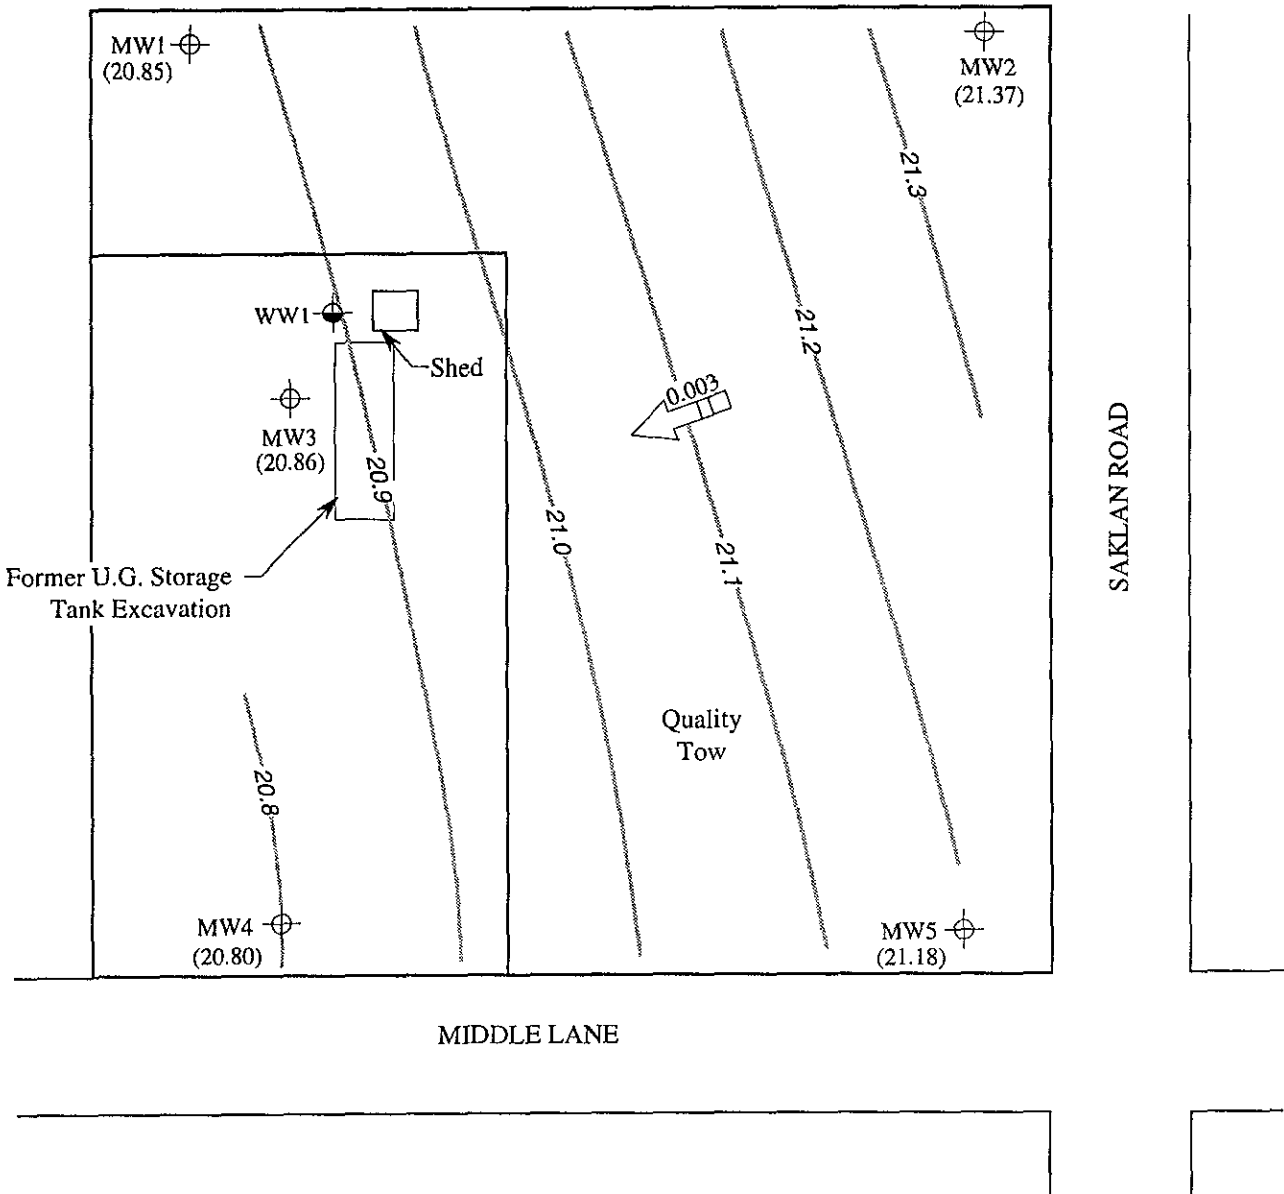 MW1
(20.85)
MW2
(21.37)
21.3
WW1
21.2
Shed
0.003
MW3
(20.86)
20.9
21.0
21.1
SAKLAN ROAD
Former U.G. Storage
Tank Excavation
Quality
Tow
20.8
MW4
(20.80)
MW5
(21.18)
MIDDLE LANE